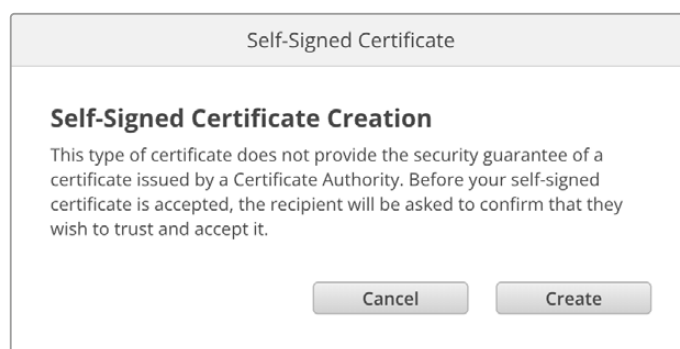 Self-Signed Certificate
Self-Signed Certificate Creation
This type of certificate does not provide the security guarantee of a
certificate issued by a Certificate Authority. Before your self-signed
certificate is accepted, the recipient will be asked to confirm that they
wish to trust and accept it.
Cancel Create